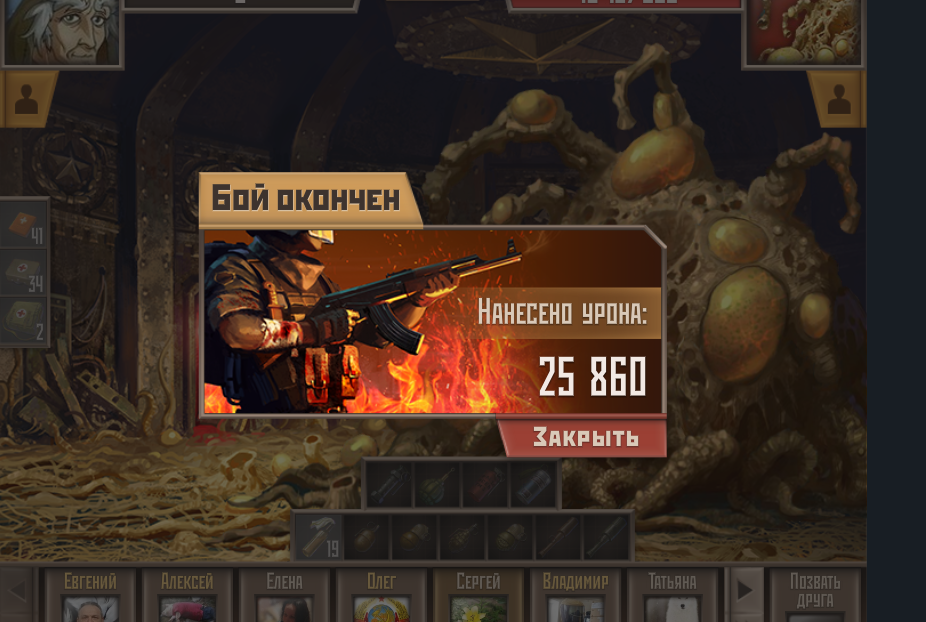 Бой окончен
41
34
2
Нанесено урона:
25 860
Закрыть
19
Евгений
Алексей
Елена
Олег
Сергей
Владимир
Татьяна
Позвать
друга